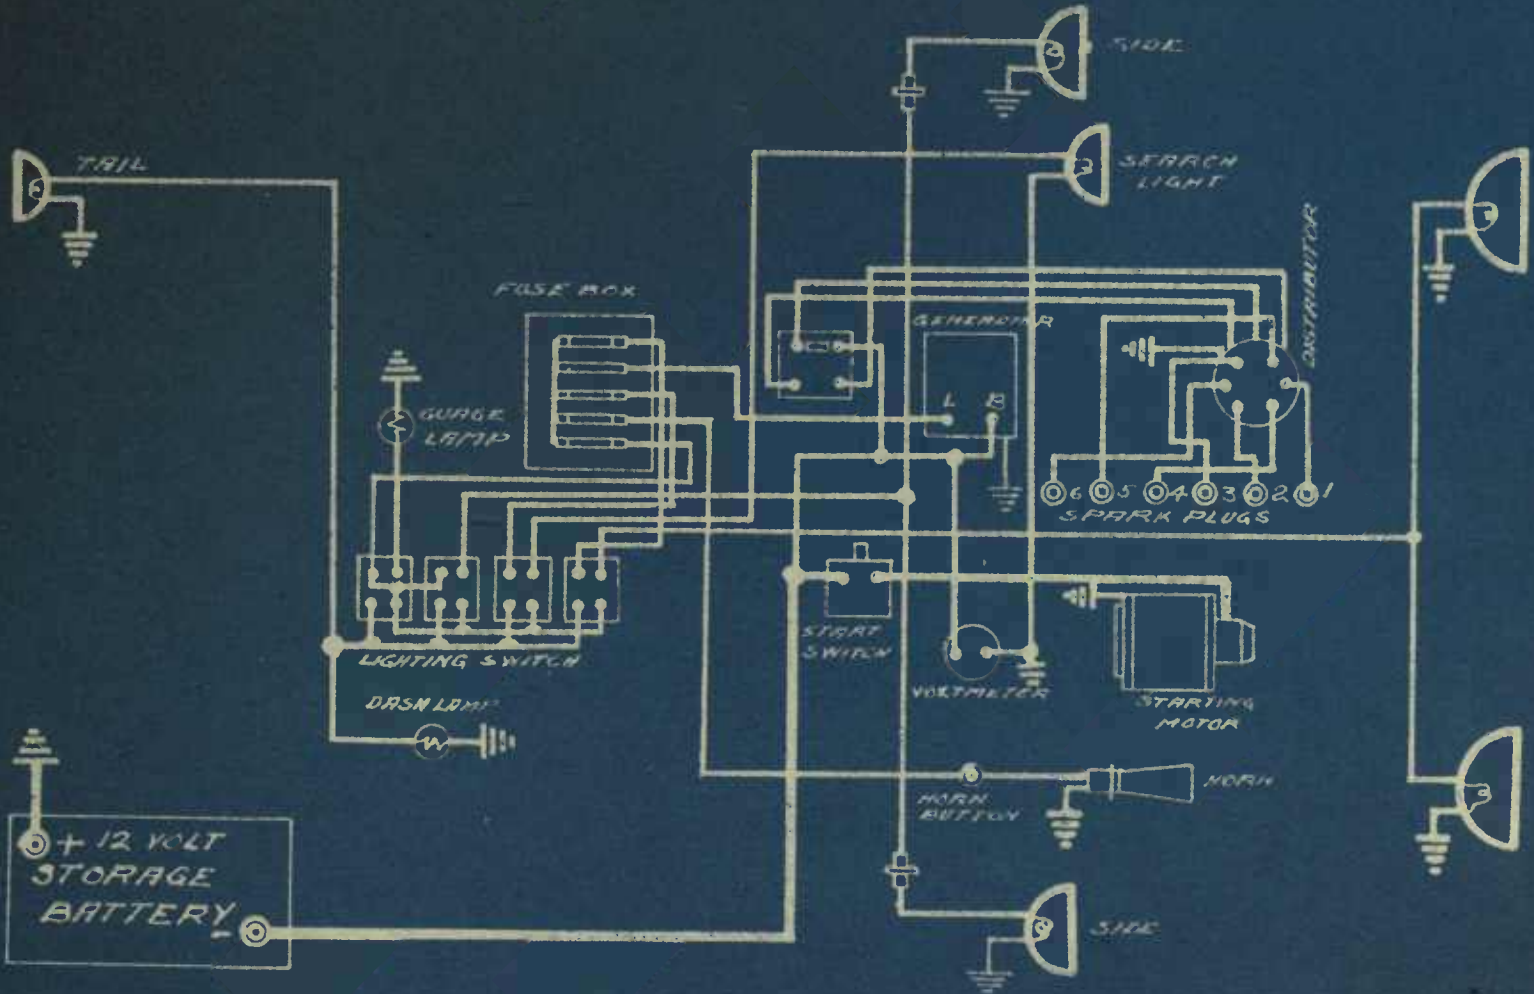 SIDE
TAIL
SEARCH
LIGHT
DISTRIBUTOR
FUSE BOX
GENERATOR
GUAGE
LAMP
L B
6 5 4 3 2 1
SPARK PLUGS
START
SWITCH
LIGHTING SWITCH
VOLTMETER
STARTING
MOTOR
DASH LAMP
HORN
HORN
BUTTON
+ 12 VOLT
STORAGE
BATTERY
-
SIDE